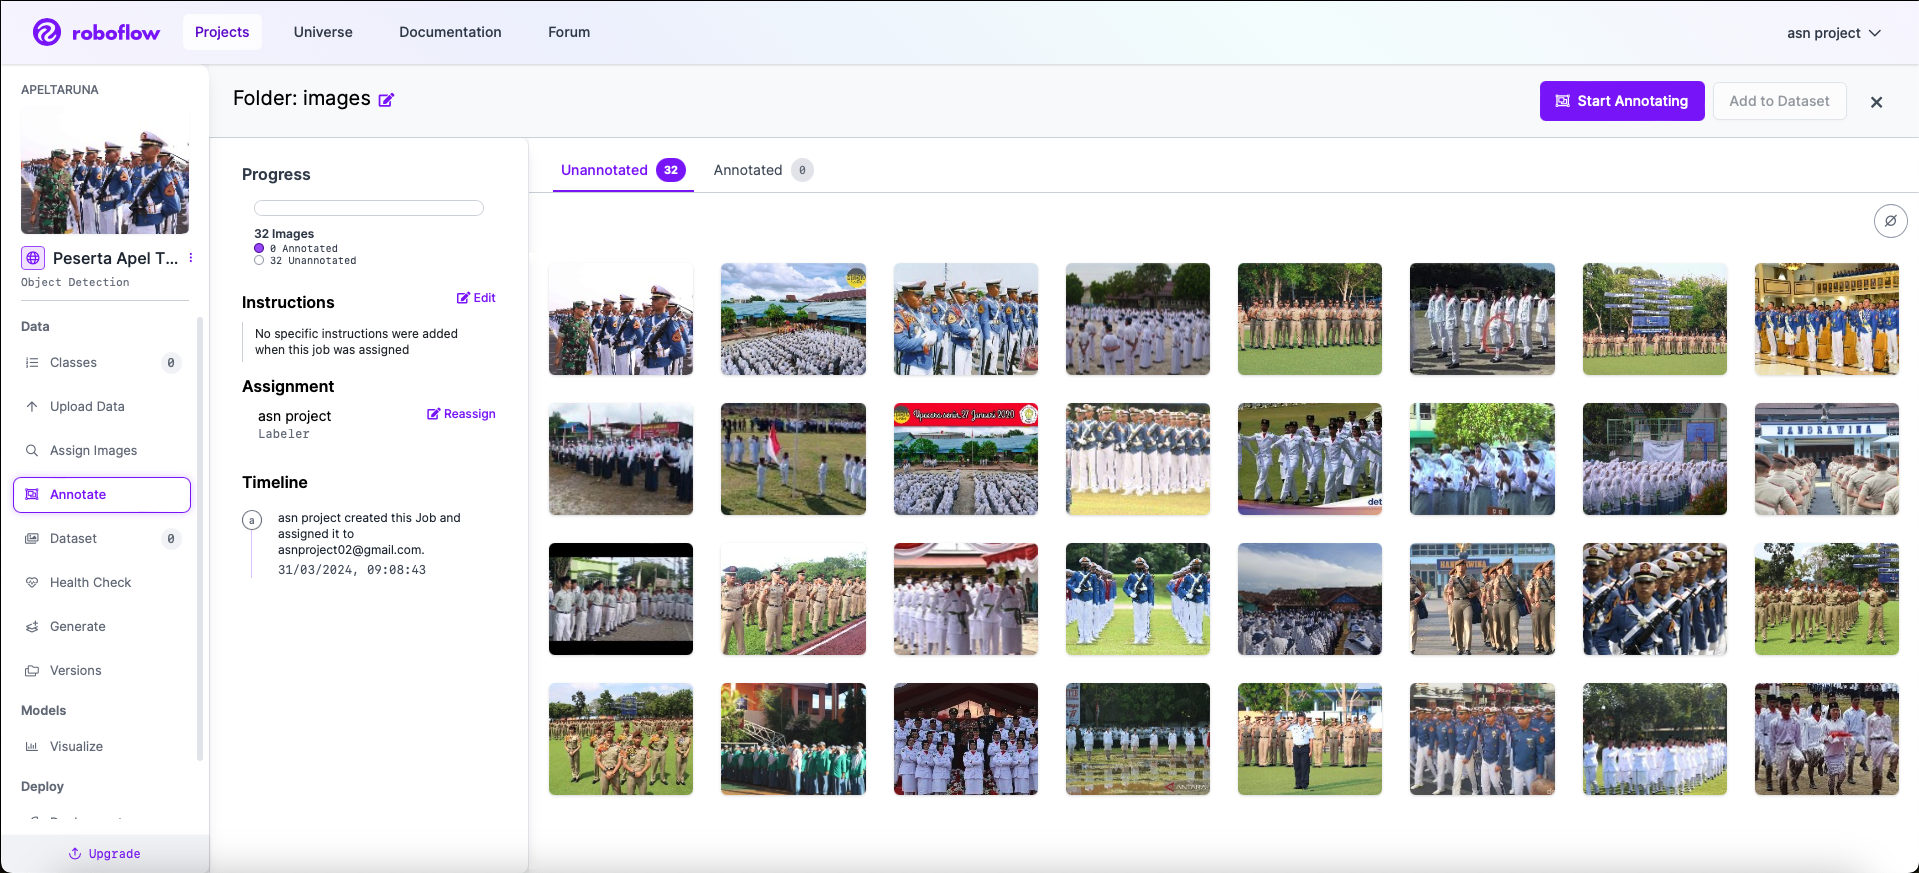 roboflow
Projects
Universe
Documentation
Forum
asn project
APELTARUNA
Peserta Apel T...
Object Detection
Data
Classes
0
Upload Data
Assign Images
Annotate
Dataset
0
Health Check
Generate
Versions
Models
Visualize
Deploy
Upgrade
Folder: images
Start Annotating
Add to Dataset
Progress
32 Images
0 Annotated
32 Unannotated
Instructions
Edit
No specific instructions were added
when this job was assigned
Assignment
asn project
Reassign
Labeler
Timeline
a
asn project created this Job and
assigned it to
asnproject02@gmail.com.
31/03/2024, 09:08:43
Unannotated 32
Annotated 0
Upacara senin, 27 Januari 2020
det
HANDRAWINA
HANDRAWINA
ANTARA